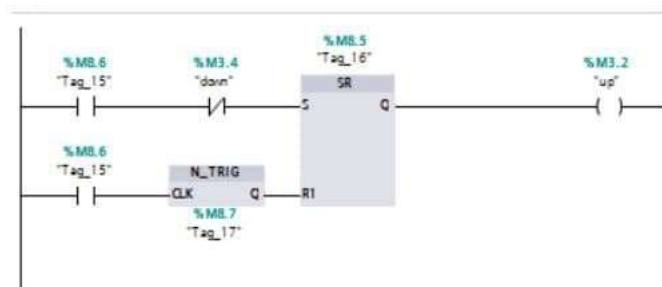 %M8.5
"Tag_16"
%M8.6
"Tag_15"
%M3.4
"down"
SR
%M3.2
"up"
S
Q
%M8.6
"Tag_15"
N_TRIG
CLK
Q
R1
%M8.7
"Tag_17"